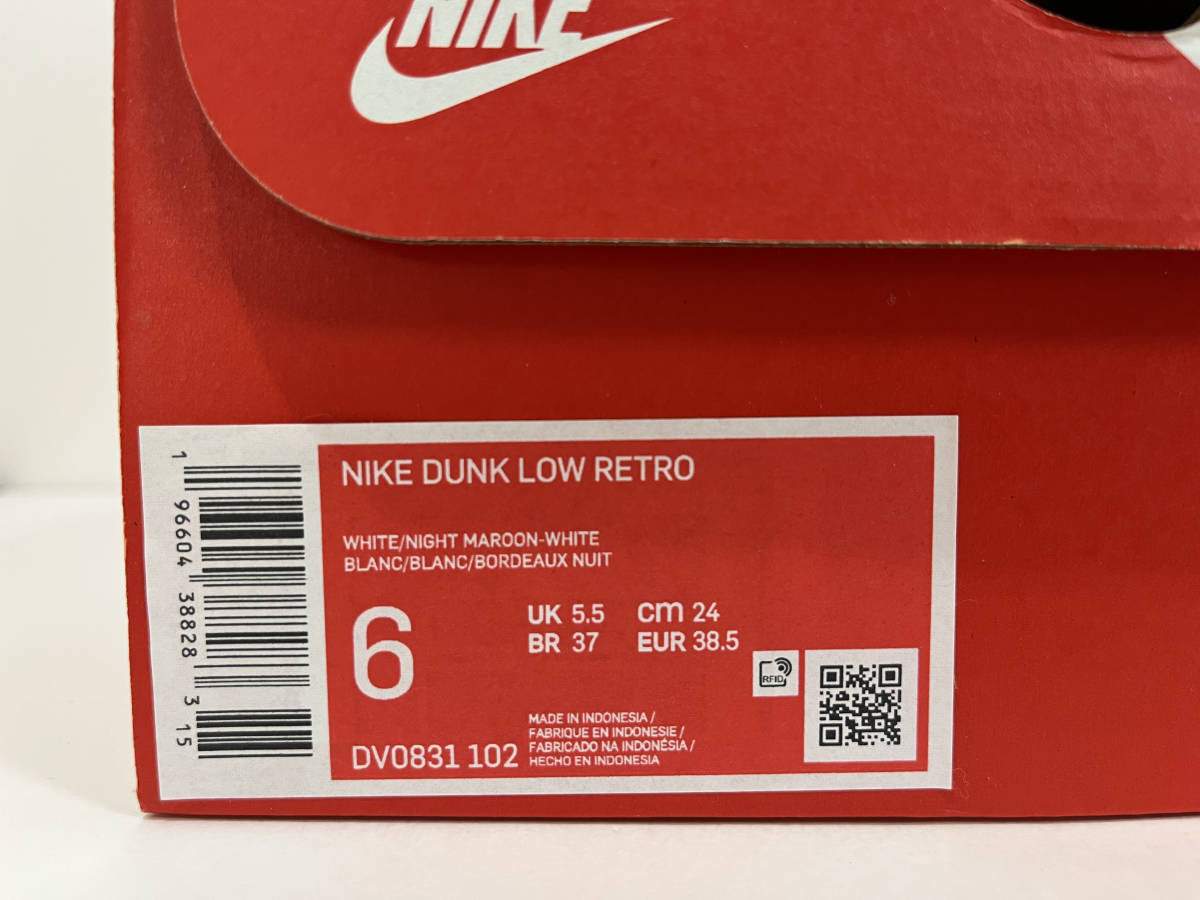 NIKE
NIKE DUNK LOW RETRO
WHITE/NIGHT MAROON-WHITE
BLANC/BLANC/BORDEAUX NUIT
6
UK 5.5 cm 24
BR 37 EUR 38.5
RFID
MADE IN INDONESIA /
FABRIQUE EN INDONESIE /
FABRICADO NA INDONÉSIA /
HECHO EN INDONESIA
DV0831 102
1 96604 38828 3 15